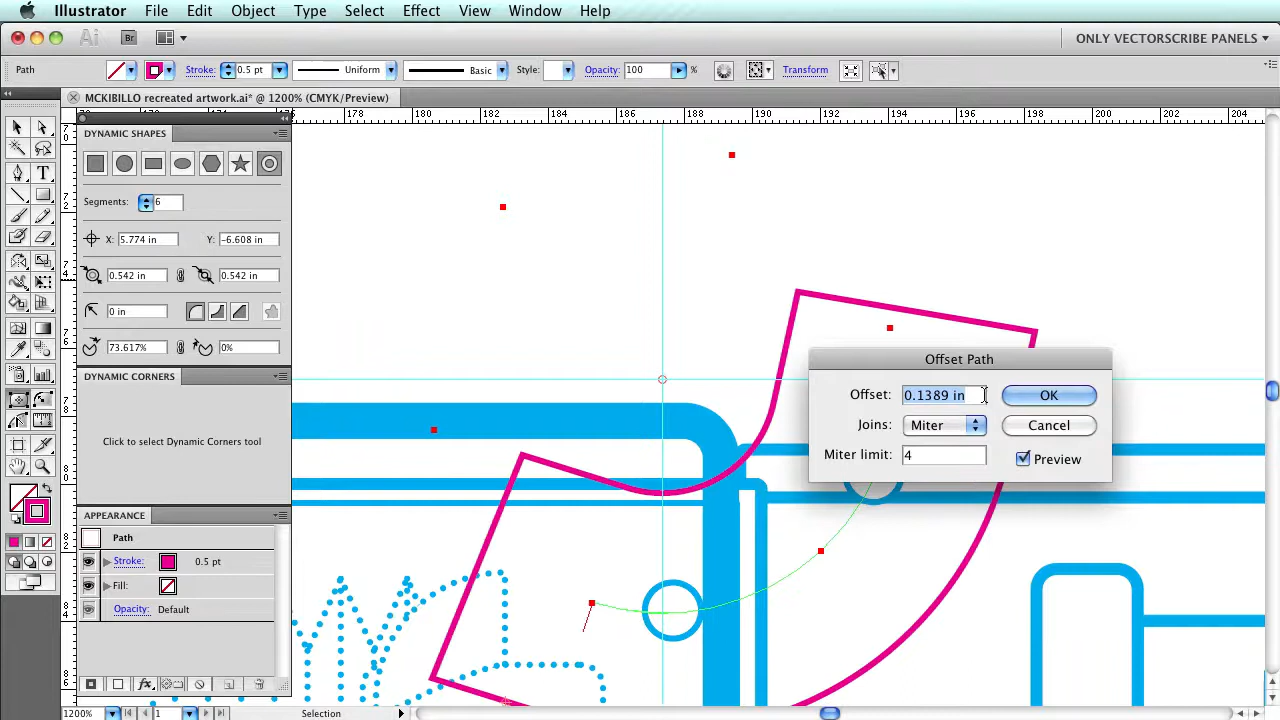 Illustrator File Edit Object Type Select Effect View Window Help
Ai Br ONLY VECTORSCRIBE PANELS
Path Stroke: 0.5 pt Uniform Basic Style: Opacity: 100 % Transform
MCKIBILLO recreated artwork.ai* @ 1200% (CMYK/Preview)
178 180 182 184 186 188 190 192 194 196 198 200 202 204
DYNAMIC SHAPES
Segments: 6
X: 5.774 in Y: -6.608 in
0.542 in 0.542 in
0 in
73.617% 0%
DYNAMIC CORNERS
Click to select Dynamic Corners tool
APPEARANCE
Path
Stroke: 0.5 pt
Fill:
Opacity: Default
fx
Offset Path
Offset: 0.1389 in OK
Joins: Miter Cancel
Miter limit: 4 Preview
1200% 1 Selection